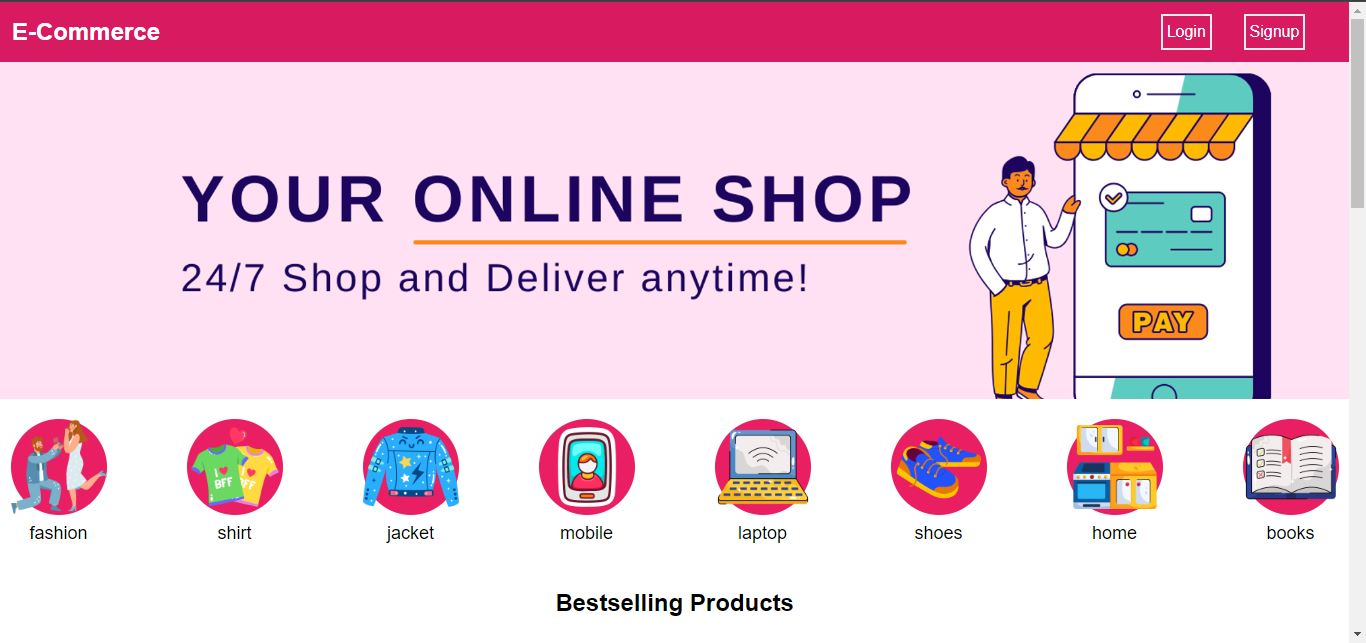 E-Commerce
Login
Signup
YOUR ONLINE SHOP
24/7 Shop and Deliver anytime!
PAY
I ♥
BFF
BFF
fashion
shirt
jacket
mobile
laptop
shoes
home
books
Bestselling Products